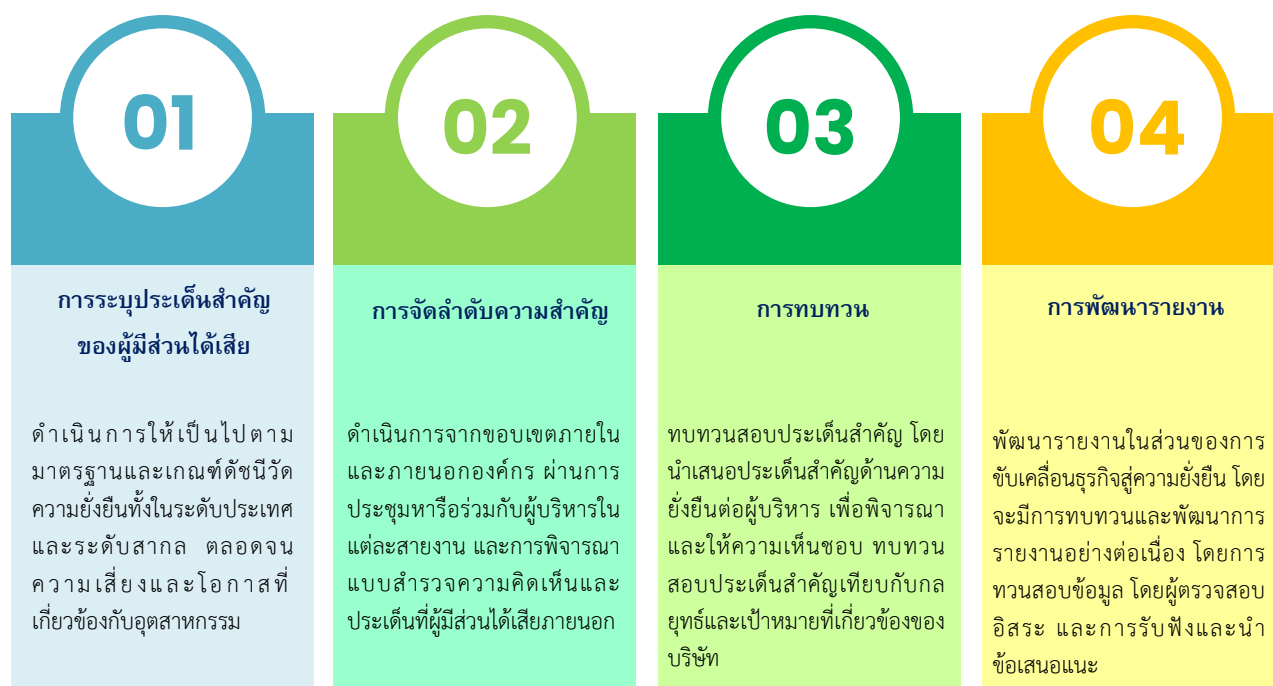 01
การระบุประเด็นสำคัญ
ของผู้มีส่วนได้เสีย
ดำเนินการให้เป็นไปตาม
มาตรฐานและเกณฑ์ดัชนีวัด
ความยั่งยืนทั้งในระดับประเทศ
และระดับสากล ตลอดจน
ความเสี่ยงและโอกาสที่
เกี่ยวข้องกับอุตสาหกรรม
02
การจัดลำดับความสำคัญ
ดำเนินการจากขอบเขตภายใน
และภายนอกองค์กร ผ่านการ
ประชุมหารือร่วมกับผู้บริหารใน
แต่ละสายงาน และการพิจารณา
แบบสำรวจความคิดเห็นและ
ประเด็นที่ผู้มีส่วนได้เสียภายนอก
03
การทบทวน
ทบทวนสอบประเด็นสำคัญ โดย
นำเสนอประเด็นสำคัญด้านความ
ยั่งยืนต่อผู้บริหาร เพื่อพิจารณา
และให้ความเห็นชอบ ทบทวน
สอบประเด็นสำคัญเทียบกับกล
ยุทธ์และเป้าหมายที่เกี่ยวข้องของ
บริษัท
04
การพัฒนารายงาน
พัฒนารายงานในส่วนของการ
ขับเคลื่อนธุรกิจสู่ความยั่งยืน โดย
จะมีการทบทวนและพัฒนาการ
รายงานอย่างต่อเนื่อง โดยการ
ทวนสอบข้อมูล โดยผู้ตรวจสอบ
อิสระ และการรับฟังและนำ
ข้อเสนอแนะ